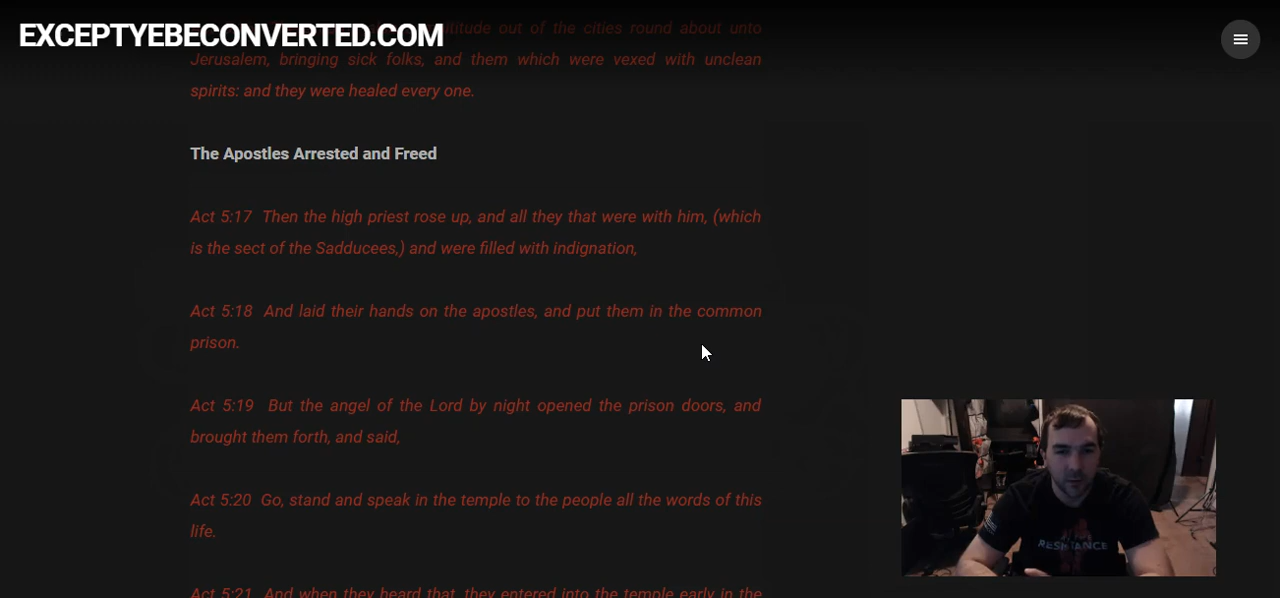 EXCEPTYEBECONVERTED.COM
titude out of the cities round about unto
Jerusalem, bringing sick folks, and them which were vexed with unclean
spirits: and they were healed every one.
The Apostles Arrested and Freed
Act 5:17 Then the high priest rose up, and all they that were with him, (which
is the sect of the Sadducees,) and were filled with indignation,
Act 5:18 And laid their hands on the apostles, and put them in the common
prison.
Act 5:19 But the angel of the Lord by night opened the prison doors, and
brought them forth, and said,
Act 5:20 Go, stand and speak in the temple to the people all the words of this
life.
Act 5:21 And when they heard that, they entered into the temple early in the
RESISTANCE